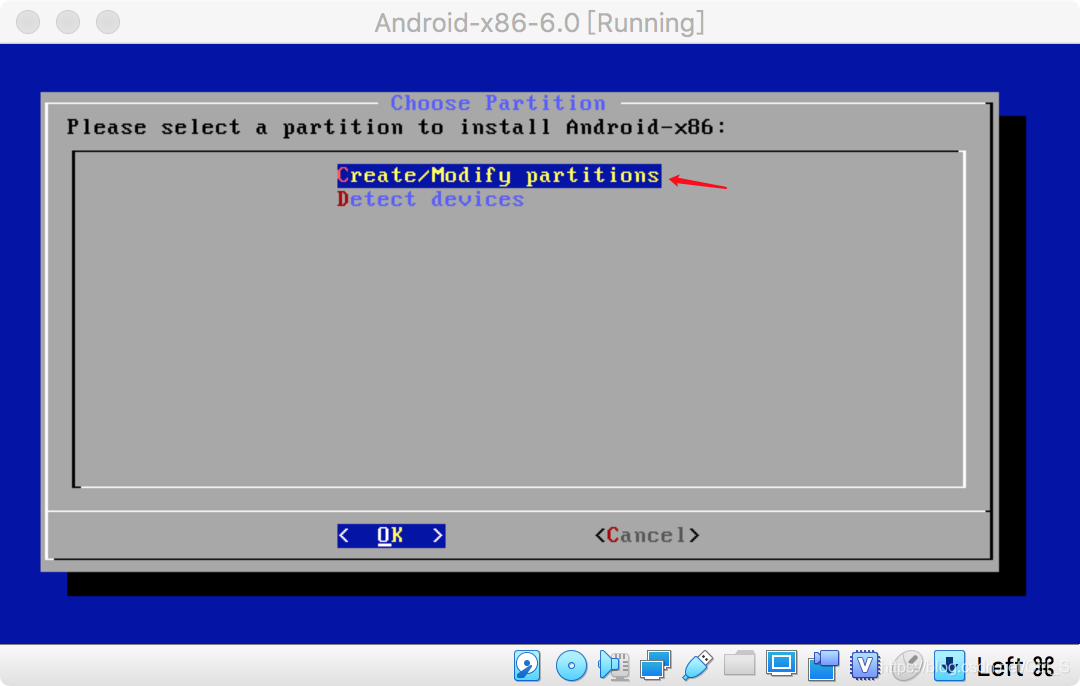 Android-x86-6.0 [Running]
Choose Partition
Please select a partition to install Android-x86:
Create/Modify partitions
Detect devices
< OK > <Cancel>
Left ⌘